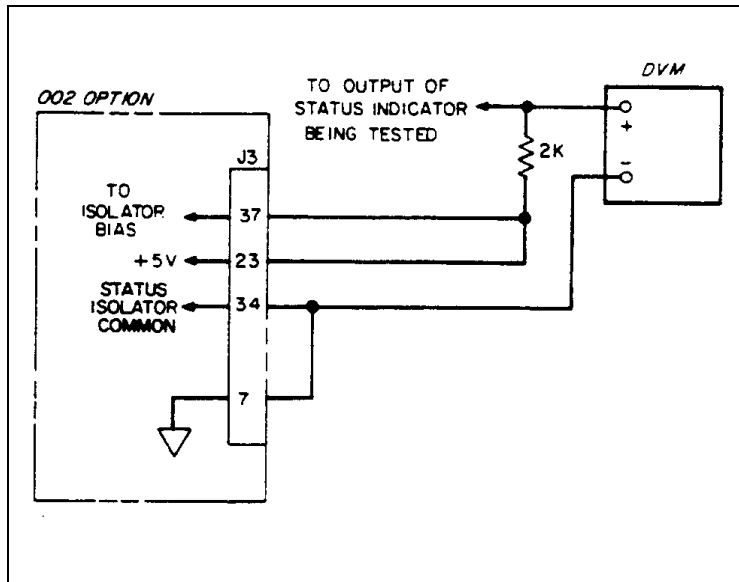 002 OPTION
TO OUTPUT OF
STATUS INDICATOR
BEING TESTED
DVM
+
-
2K
J3
TO
ISOLATOR
BIAS
37
+5V
23
STATUS
ISOLATOR
COMMON
34
7